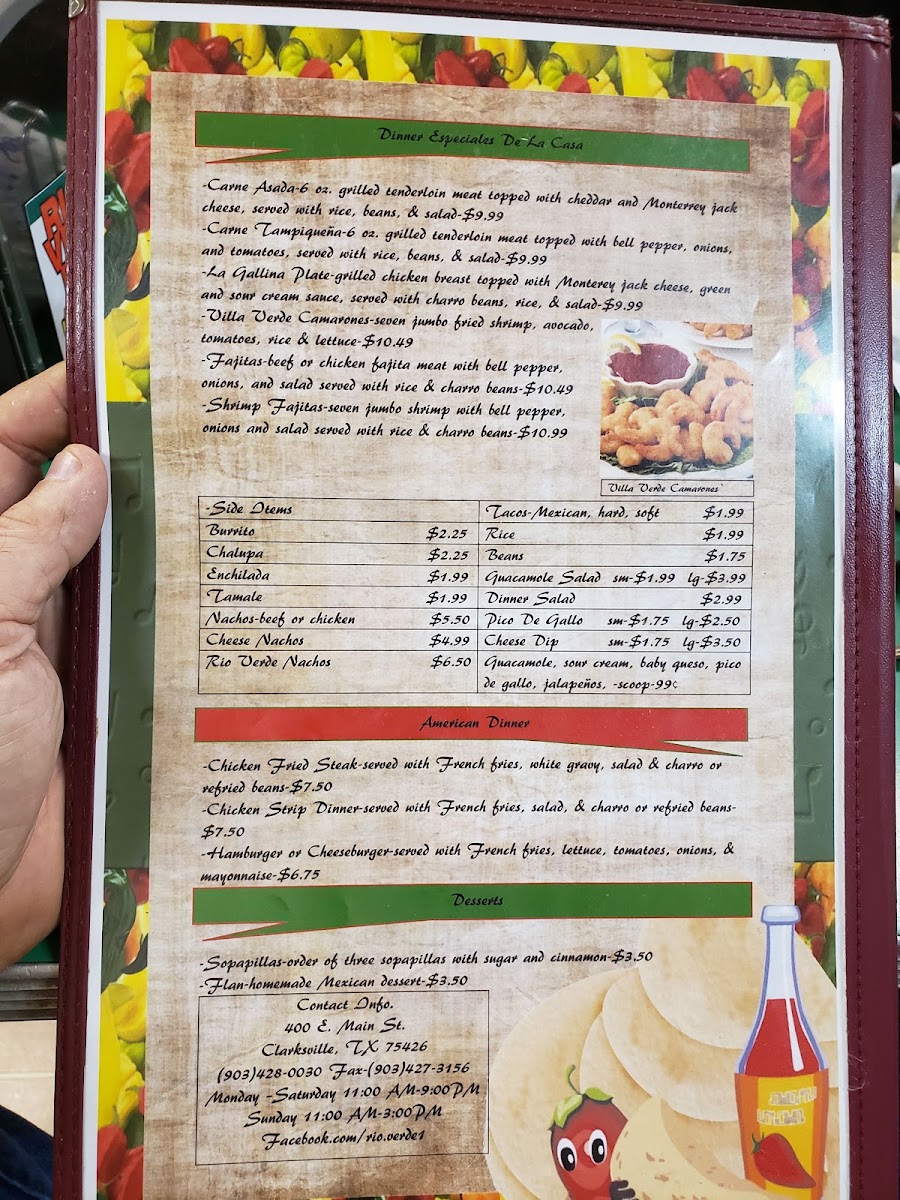 Dinner Especiales De La Casa
-Carne Asada-6 oz. grilled tenderloin meat topped with cheddar and Monterrey jack
cheese, served with rice, beans, & salad-$9.99
-Carne Tampiqueña-6 oz. grilled tenderloin meat topped with bell pepper, onions,
and tomatoes, served with rice, beans, & salad-$9.99
-La Gallina Plate-grilled chicken breast topped with Monterey jack cheese, green
and sour cream sauce, served with charro beans, rice, & salad-$9.99
-Villa Verde Camarones-seven jumbo fried shrimp, avocado,
tomatoes, rice & lettuce-$10.49
-Fajitas-beef or chicken fajita meat with bell pepper,
onions, and salad served with rice & charro beans-$10.49
-Shrimp Fajitas-seven jumbo shrimp with bell pepper,
onions and salad served with rice & charro beans-$10.99
Villa Verde Camarones`
-Side Items
Burrito $2.25
Chalupa $2.25
Enchilada $1.99
Tamale $1.99
Nachos-beef or chicken $5.50
Cheese Nachos $4.99
Rio Verde Nachos $6.50
Tacos-Mexican, hard, soft $1.99
Rice $1.99
Beans $1.75
Guacamole Salad sm-$1.99 lg-$3.99
Dinner Salad $2.99
Pico De Gallo sm-$1.75 lg-$2.50
Cheese Dip sm-$1.75 lg-$3.50
Guacamole, sour cream, baby queso, pico
de gallo, jalapeños, -scoop-99¢
American Dinner
-Chicken Fried Steak-served with French fries, white gravy, salad & charro or
refried beans-$7.50
-Chicken Strip Dinner-served with French fries, salad, & charro or refried beans-
$7.50
-Hamburger or Cheeseburger-served with French fries, lettuce, tomatoes, onions, &
mayonnaise-$6.75
Desserts
-Sopapillas-order of three sopapillas with sugar and cinnamon-$3.50
-Flan-homemade Mexican dessert-$3.50
Contact Info.
400 E. Main St.
Clarksville, TX 75426
(903)428-0030 Fax-(903)427-3156
Monday -Saturday 11:00 AM-9:00PM
Sunday 11:00 AM-3:00PM
Facebook.com/rio.verde1